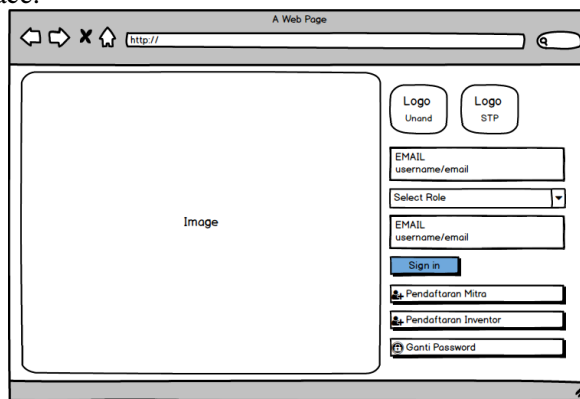 A Web Page
http://
Logo
Unand
Logo
STP
EMAIL
username/email
Select Role
Image
EMAIL
username/email
Sign in
Pendaftaran Mitra
Pendaftaran Inventor
Ganti Password